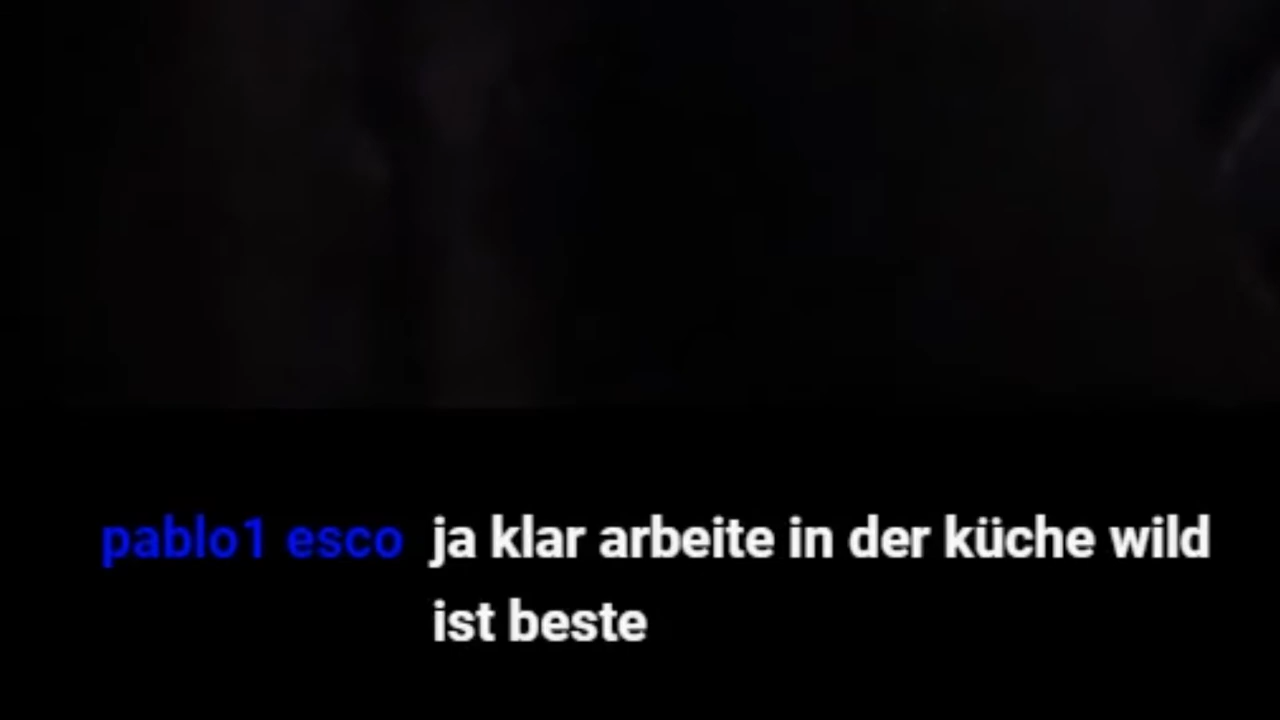 pablo1 esco ja klar arbeite in der küche wild
ist beste